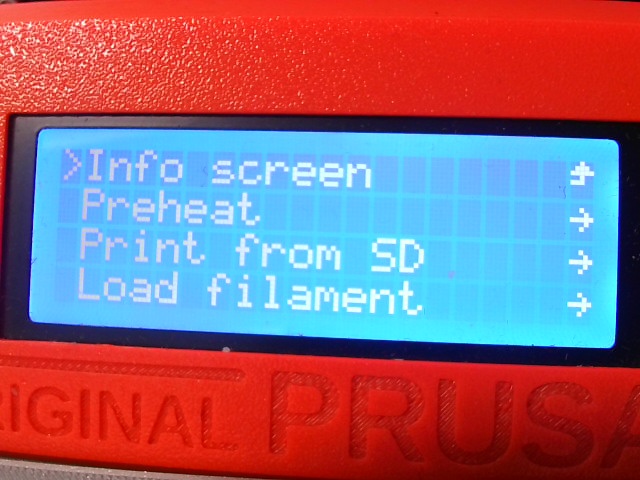 >Info screen
Preheat →
Print from SD →
Load filament →
ORIGINAL PRUSA